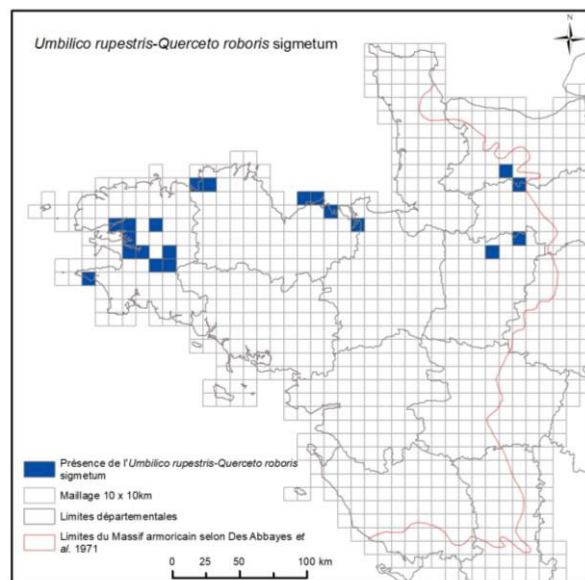 Umbilico rupestris-Querceto roboris sigmetum
N
Présence de l'Umbilico rupestris-Querceto roboris
sigmetum
Maillage 10 x 10km
Limites départementales
Limites du Massif armoricain selon Des Abbayes et
al. 1971
0 25 50 100 km